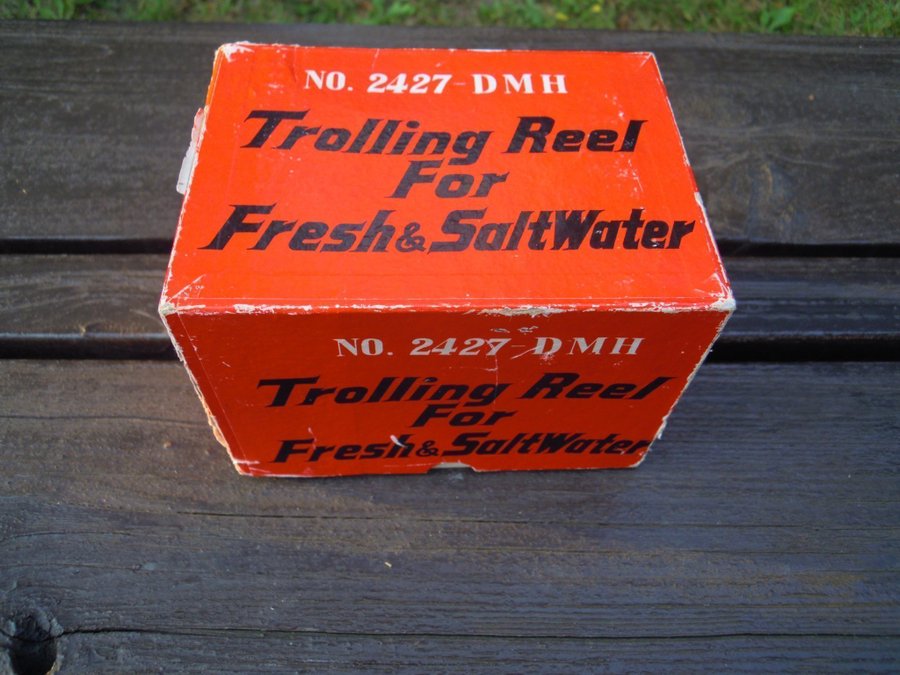 NO. 2427-DMH
Trolling Reel
For
Fresh & SaltWater
NO. 2427-DMH
Trolling Reel
For
Fresh & SaltWater